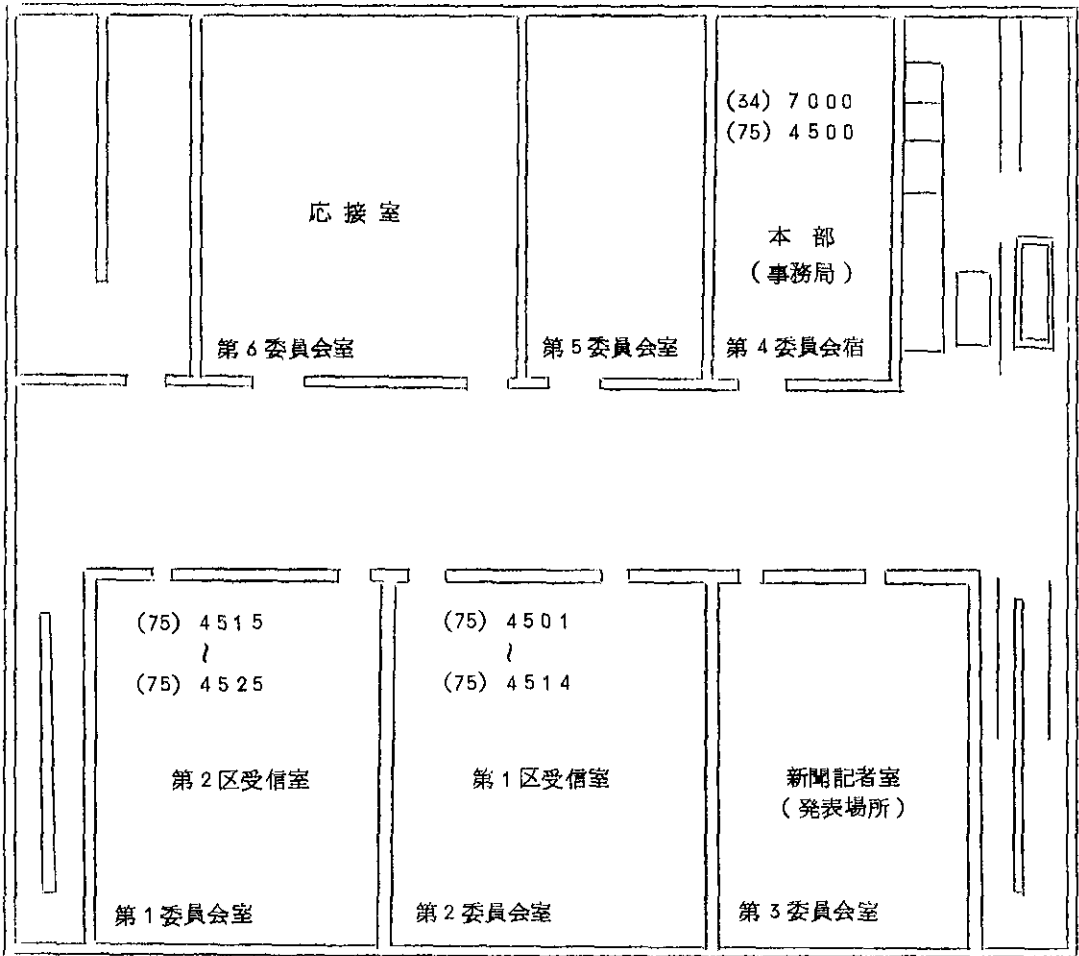 (34) 7000
(75) 4500
応接室
本部
(事務局)
第6委員会室
第5委員会室
第4委員会宿
(75) 4515
~
(75) 4525
(75) 4501
~
(75) 4514
第2区受信室
第1区受信室
新聞記者室
(発表場所)
第1委員会室
第2委員会室
第3委員会室